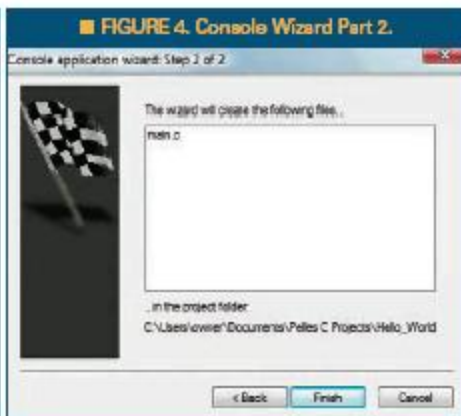 ■ FIGURE 4. Console Wizard Part 2.
Console application wizard: Step 2 of 2
The wizard will create the following files...
main.c
...in the project folder:
C:\Users\owner\Documents\Pelles C Projects\Hello_World
< Back
Finish
Cancel